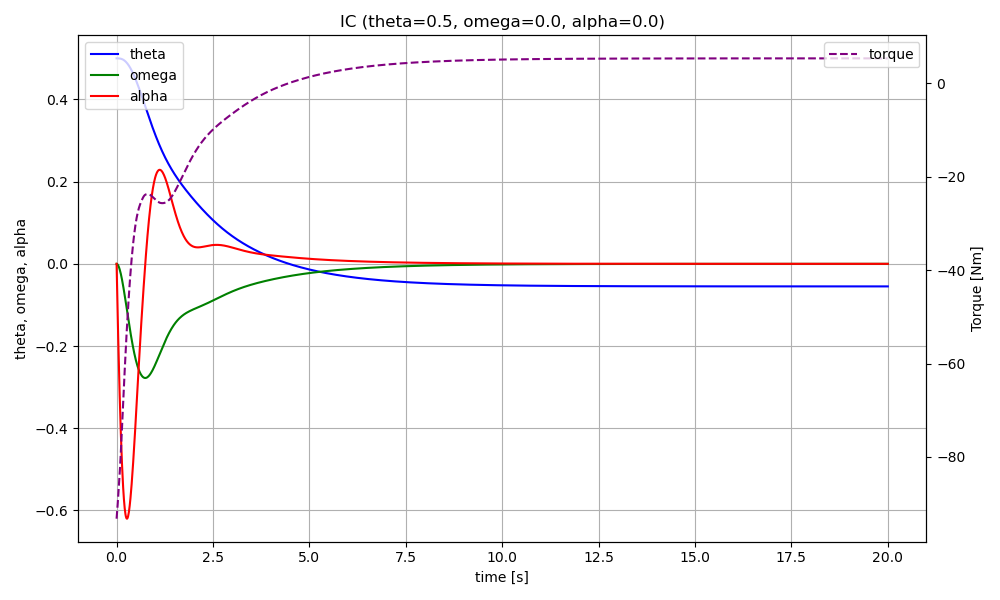 IC (theta=0.5, omega=0.0, alpha=0.0)
theta
omega
alpha
torque
theta, omega, alpha
0.4
0.2
0.0
−0.2
−0.4
−0.6
0
−20
−40
−60
−80
Torque [Nm]
0.0 2.5 5.0 7.5 10.0 12.5 15.0 17.5 20.0
time [s]